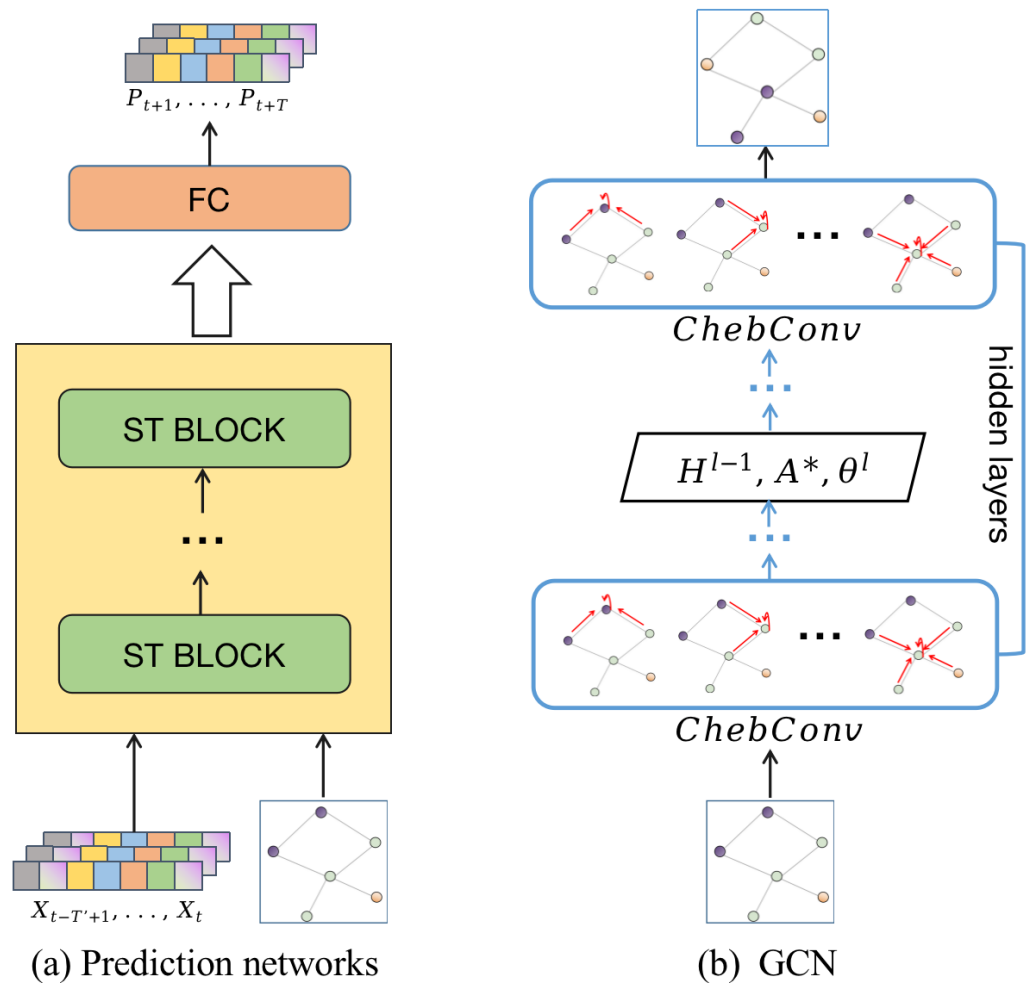 P_{t+1}, . . . , P_{t+T}
FC
ST BLOCK
...
ST BLOCK
X_{t-T'+1}, . . . , X_t
(a) Prediction networks
...
ChebConv
...
H^{l-1}, A*, θ^l
...
...
ChebConv
hidden layers
(b) GCN